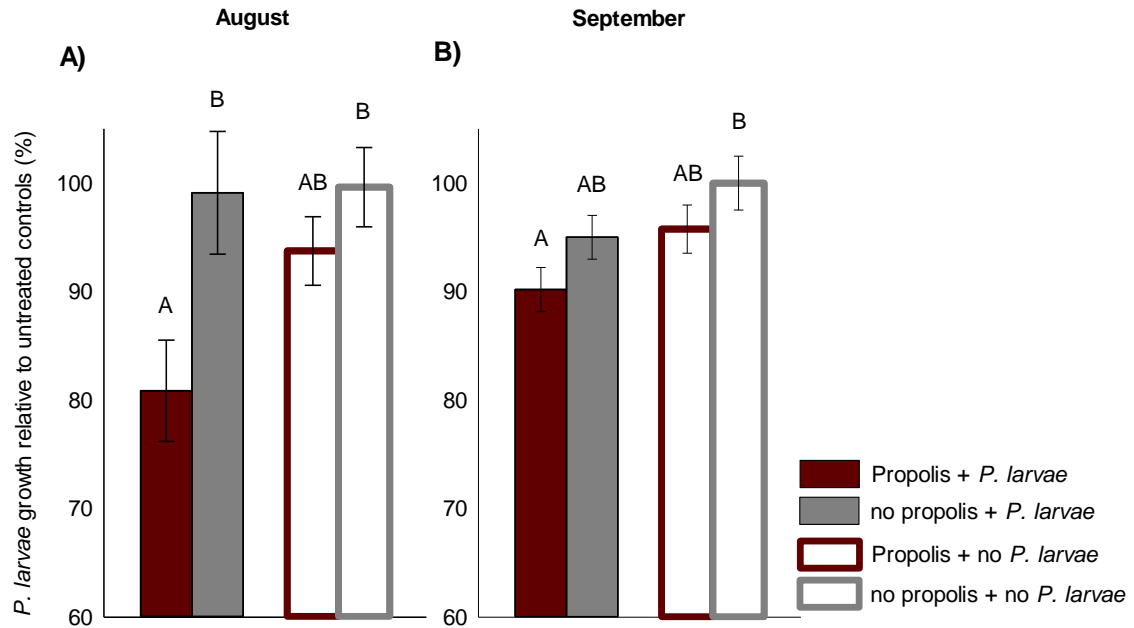 August
September
A)
B)
P. larvae growth relative to untreated controls (%)
100
90
80
70
60
A
B
AB
B
100
90
80
70
60
A
AB
AB
B
Propolis + P. larvae
no propolis + P. larvae
Propolis + no P. larvae
no propolis + no P. larvae